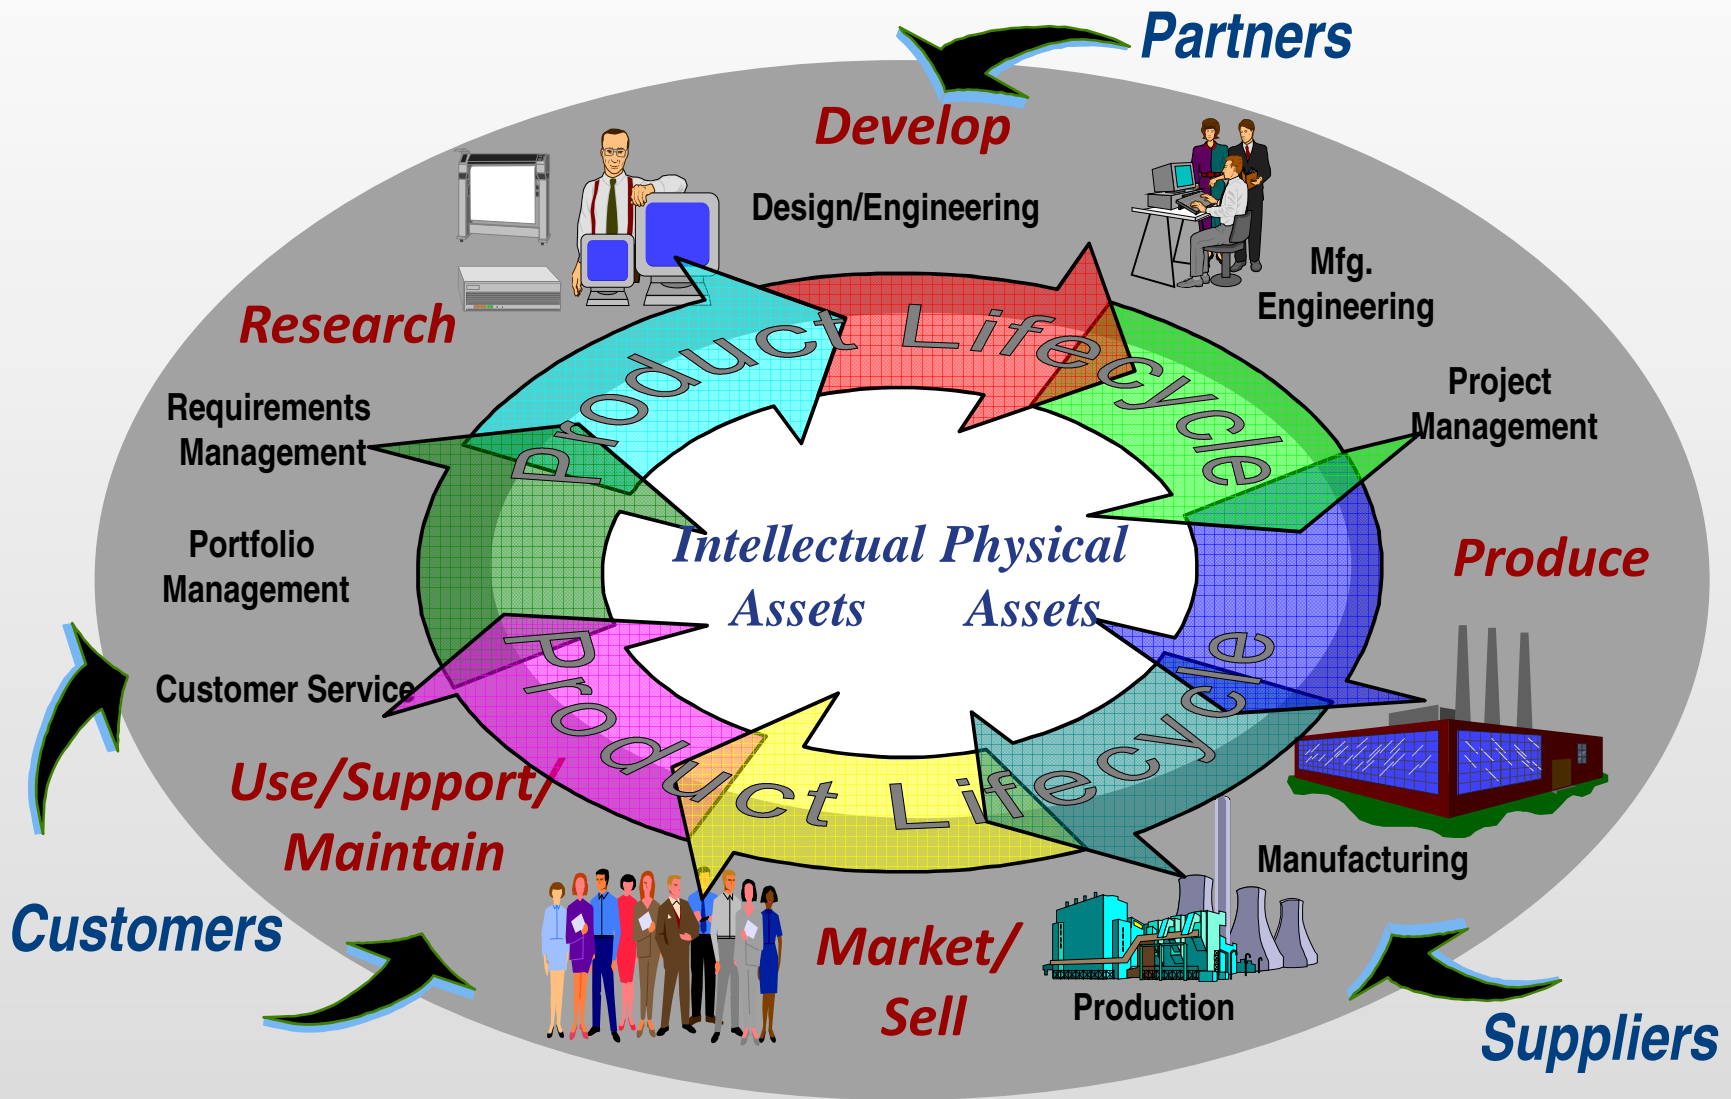 Partners
Develop
Design/Engineering
Mfg.
Engineering
Research
Product Lifecycle
Requirements
Management
Project
Management
Intellectual Physical
Assets Assets
Portfolio
Management
Produce
Customer Service
Product Lifecycle
Use/Support/
Maintain
Manufacturing
Customers
Market/
Sell
Production
Suppliers